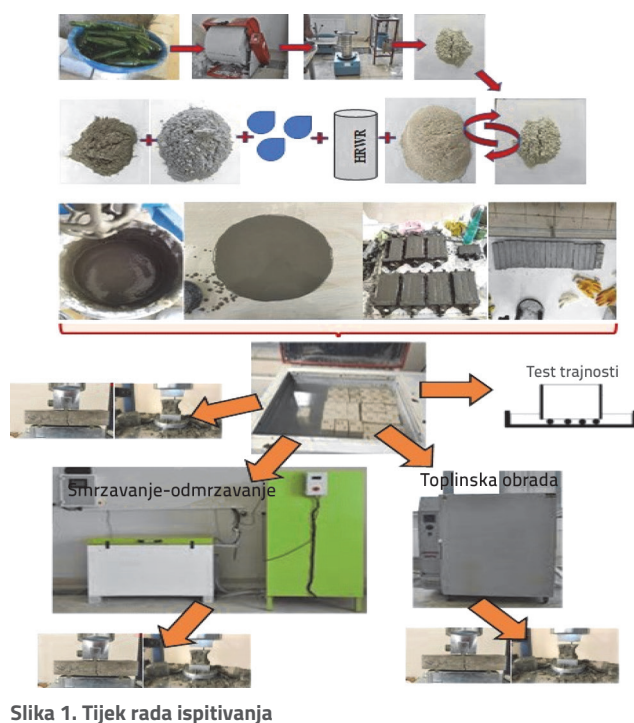 HRWR
Test trajnosti
Smrzavanje-odmrzavanje
Toplinska obrada
Slika 1. Tijek rada ispitivanja